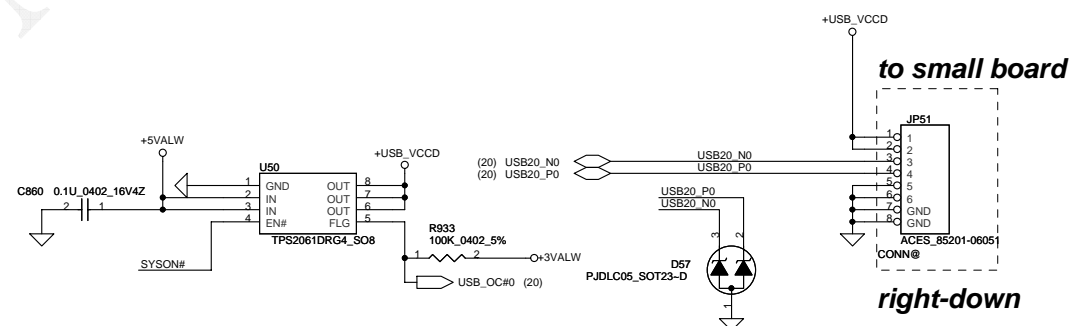 +USB_VCCD
to small board
JP51
1 1
2 2
3 3
4 4
5 5
6 6
7 GND
8 GND
ACES_85201-06051
CONN@
right-down
(20) USB20_N0 USB20_N0
(20) USB20_P0 USB20_P0
USB20_P0
USB20_N0
3 2
D57
PJDLC05_SOT23~D
1
+5VALW
U50
+USB_VCCD
C860 0.1U_0402_16V4Z
2 1
1 GND OUT 8
2 IN OUT 7
3 IN OUT 6
4 EN# FLG 5
TPS2061DRG4_SO8
SYSON#
R933
100K_0402_5%
1 2 +3VALW
USB_OC#0 (20)